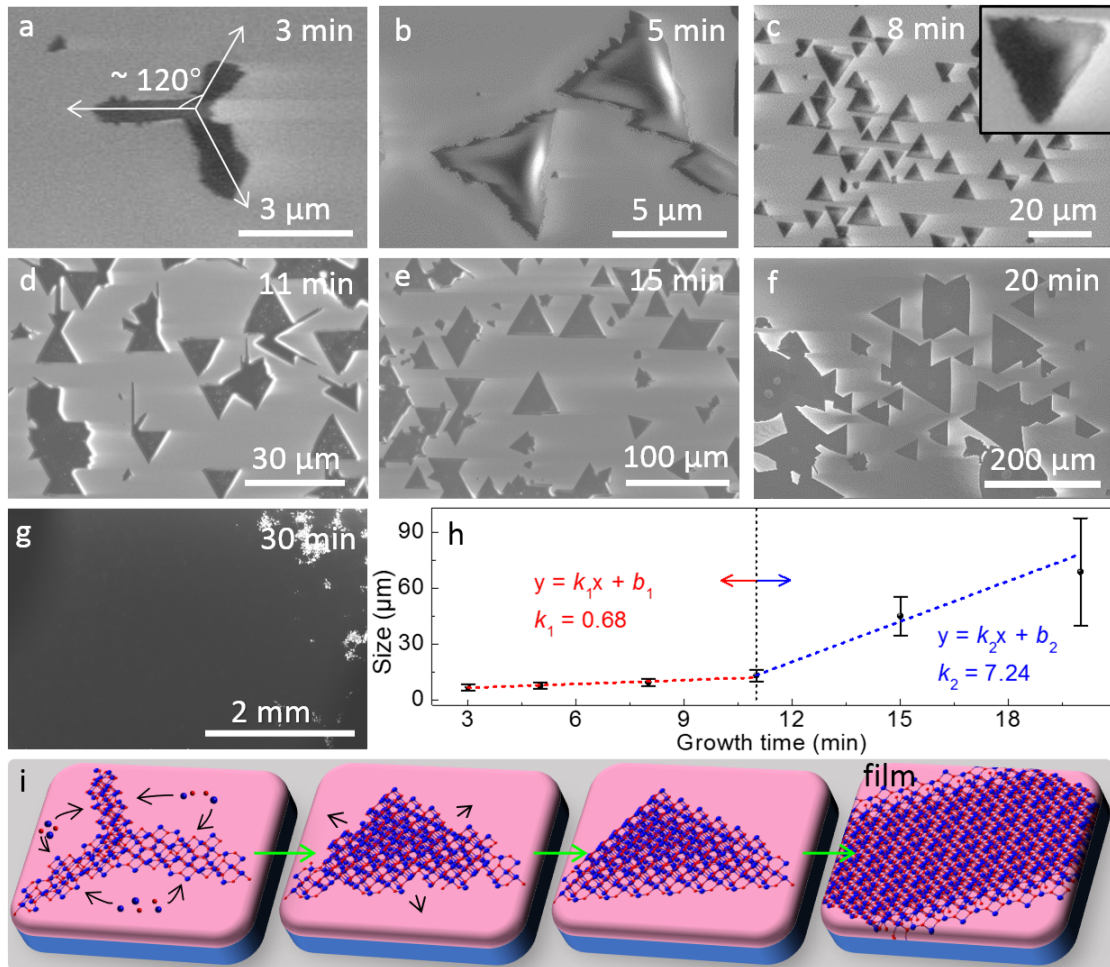 a
3 min
~ 120°
3 μm
b
5 min
5 μm
c
8 min
20 μm
d
11 min
30 μm
e
15 min
100 μm
f
20 min
200 μm
g
30 min
2 mm
h
90
60
30
0
Size (μm)
y = k₁x + b₁
k₁ = 0.68
y = k₂x + b₂
k₂ = 7.24
3 6 9 12 15 18
Growth time (min)
i
film